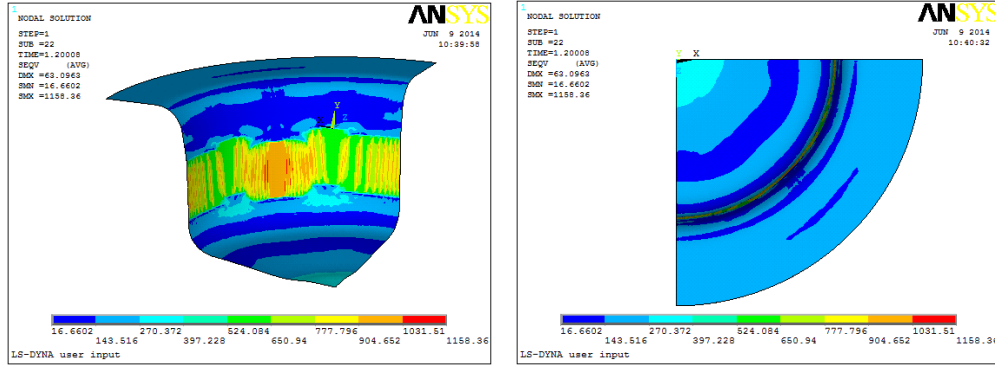 1
NODAL SOLUTION
STEP=1
SUB =22
TIME=1.20008
SEQV (AVG)
DMX =63.0963
SMN =16.6602
SMX =1158.36
ANSYS
JUN 9 2014
10:39:58
Y
Z
16.6602 270.372 524.084 777.796 1031.51
143.516 397.228 650.94 904.652 1158.36
LS-DYNA user input
1
NODAL SOLUTION
STEP=1
SUB =22
TIME=1.20008
SEQV (AVG)
DMX =63.0963
SMN =16.6602
SMX =1158.36
ANSYS
JUN 9 2014
10:40:32
Y X
16.6602 270.372 524.084 777.796 1031.51
143.516 397.228 650.94 904.652 1158.36
LS-DYNA user input